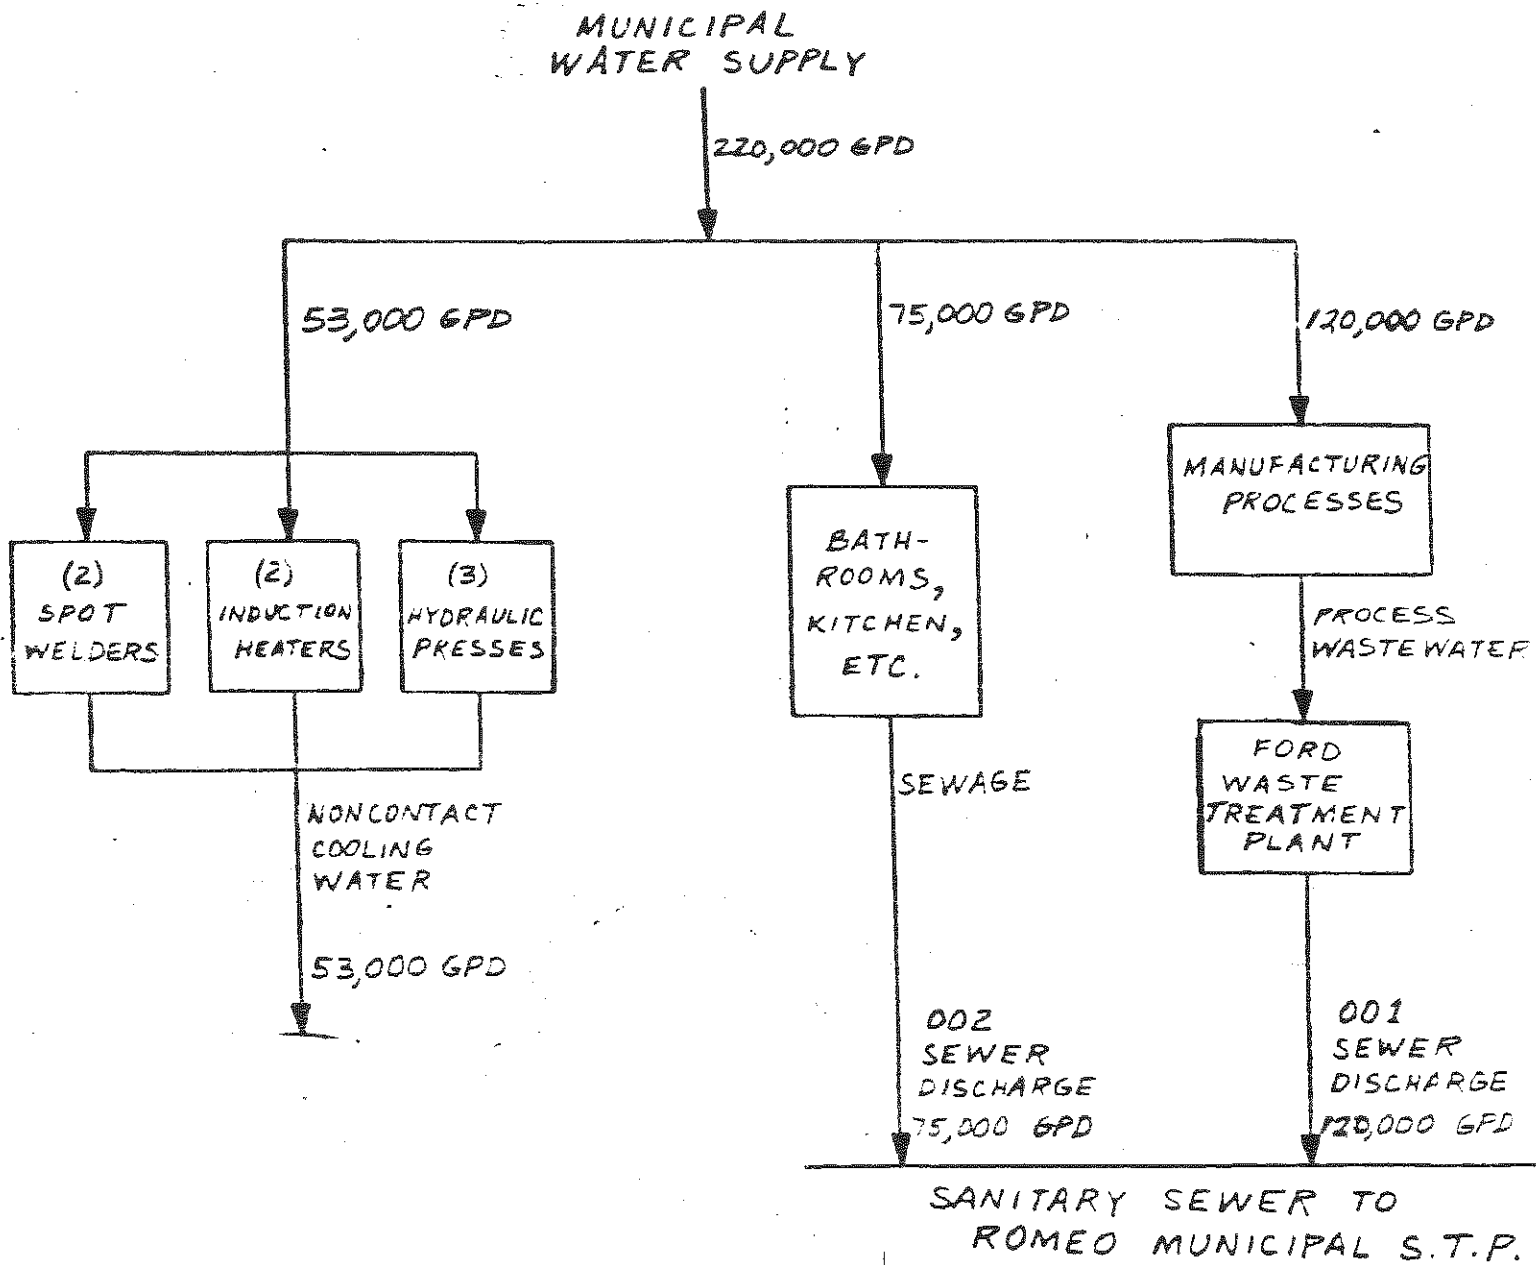 MUNICIPAL
WATER SUPPLY
220,000 GPD
53,000 GPD
75,000 GPD
120,000 GPD
(2)
SPOT
WELDERS
(2)
INDUCTION
HEATERS
(3)
HYDRAULIC
PRESSES
NONCONTACT
COOLING
WATER
53,000 GPD
BATH-
ROOMS,
KITCHEN,
ETC.
SEWAGE
002
SEWER
DISCHARGE
75,000 GPD
MANUFACTURING
PROCESSES
PROCESS
WASTEWATER
FORD
WASTE
TREATMENT
PLANT
001
SEWER
DISCHARGE
120,000 GPD
SANITARY SEWER TO
ROMEO MUNICIPAL S.T.P.